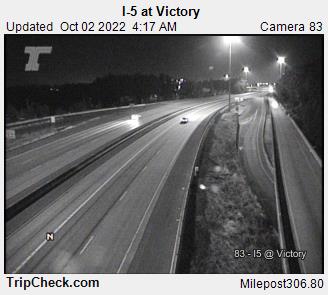 I-5 at Victory
Updated Oct 02 2022 4:17 AM Camera 83
T
N
83 - I5 @ Victory
TripCheck.com Milepost306.80